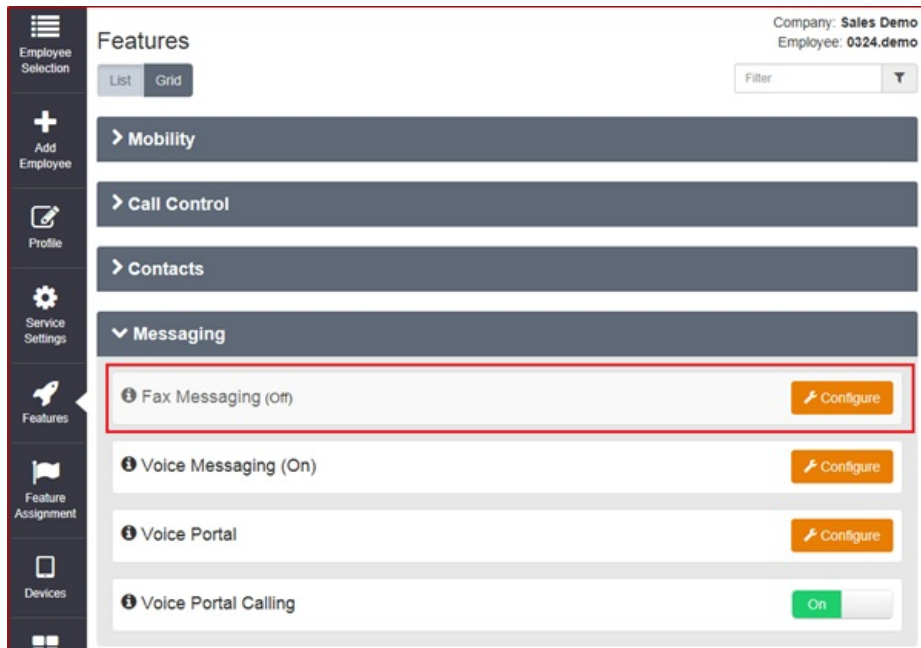 Company: Sales Demo
Employee: 0324.demo
Features
List Grid
Filter
Employee
Selection
Add
Employee
Profile
Service
Settings
Features
Feature
Assignment
Devices
Mobility
Call Control
Contacts
Messaging
Fax Messaging (Off)
Configure
Voice Messaging (On)
Configure
Voice Portal
Configure
Voice Portal Calling
On